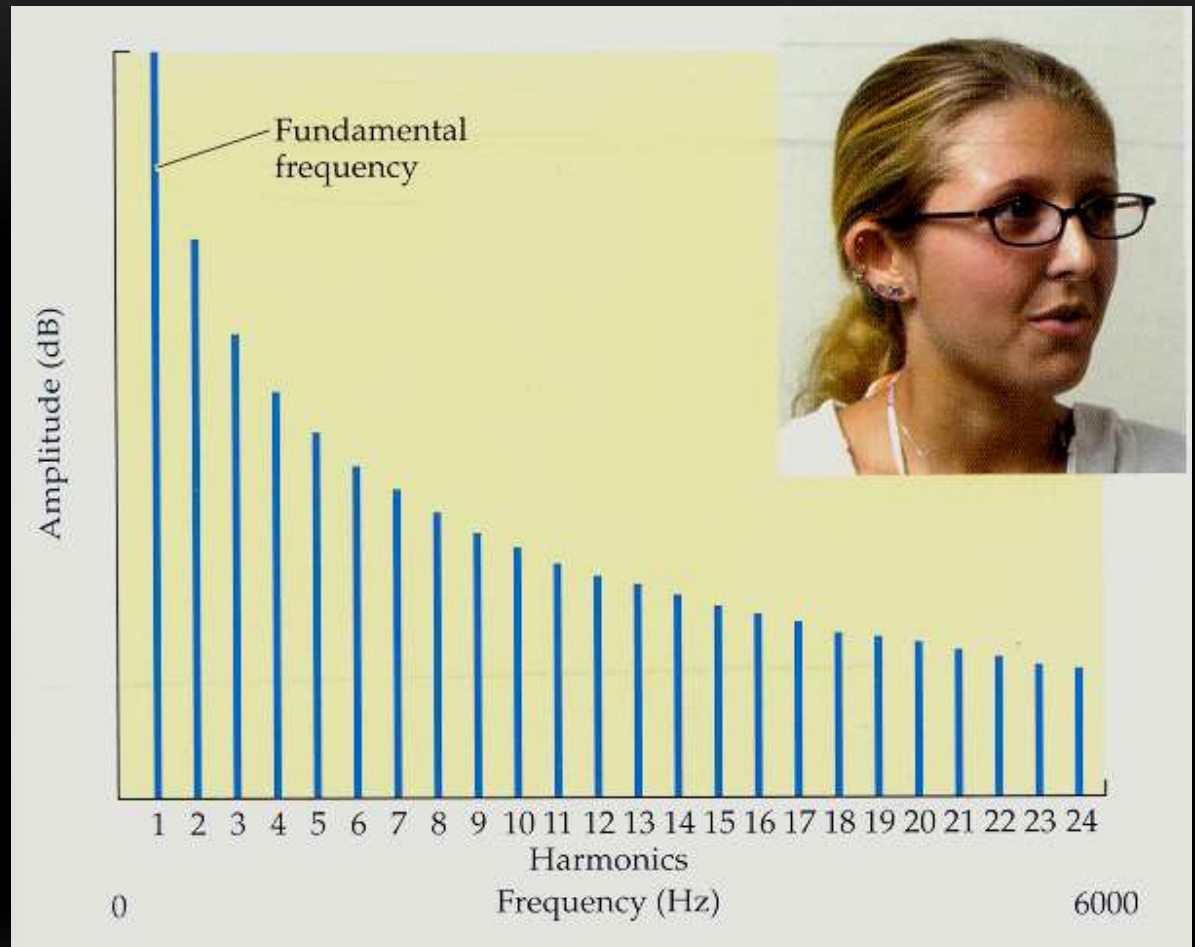 Fundamental
frequency
Amplitude (dB)
1 2 3 4 5 6 7 8 9 10 11 12 13 14 15 16 17 18 19 20 21 22 23 24
Harmonics
0 Frequency (Hz) 6000